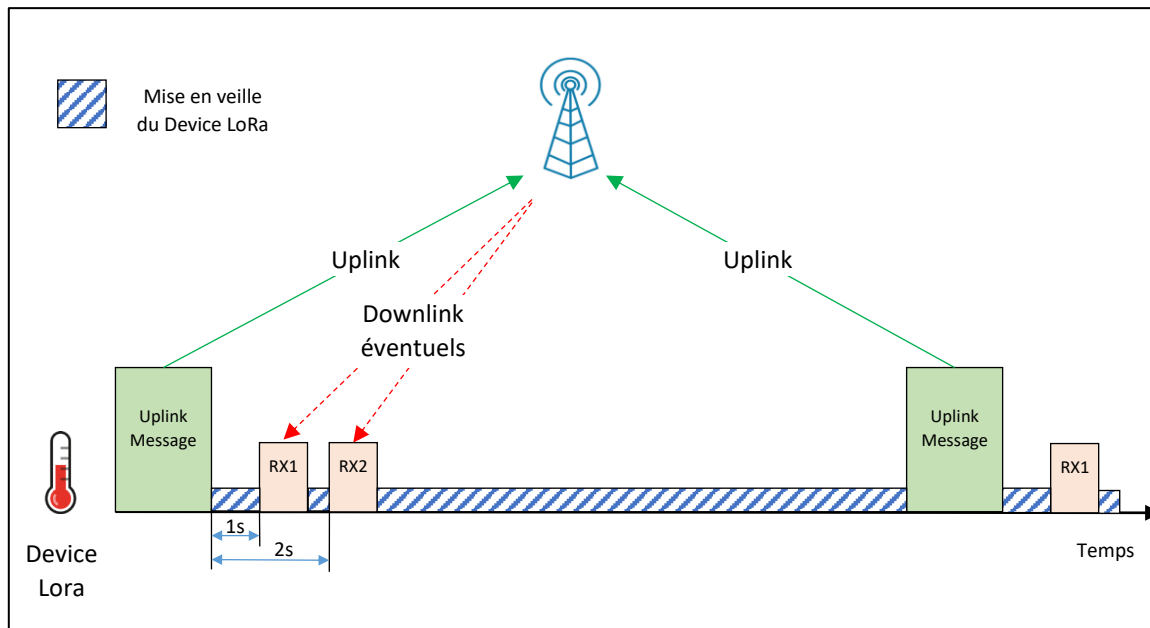 Mise en veille
du Device LoRa
Uplink
Uplink
Downlink
éventuels
Uplink
Message
Uplink
Message
RX1
RX2
RX1
1s
2s
Temps
Device
Lora